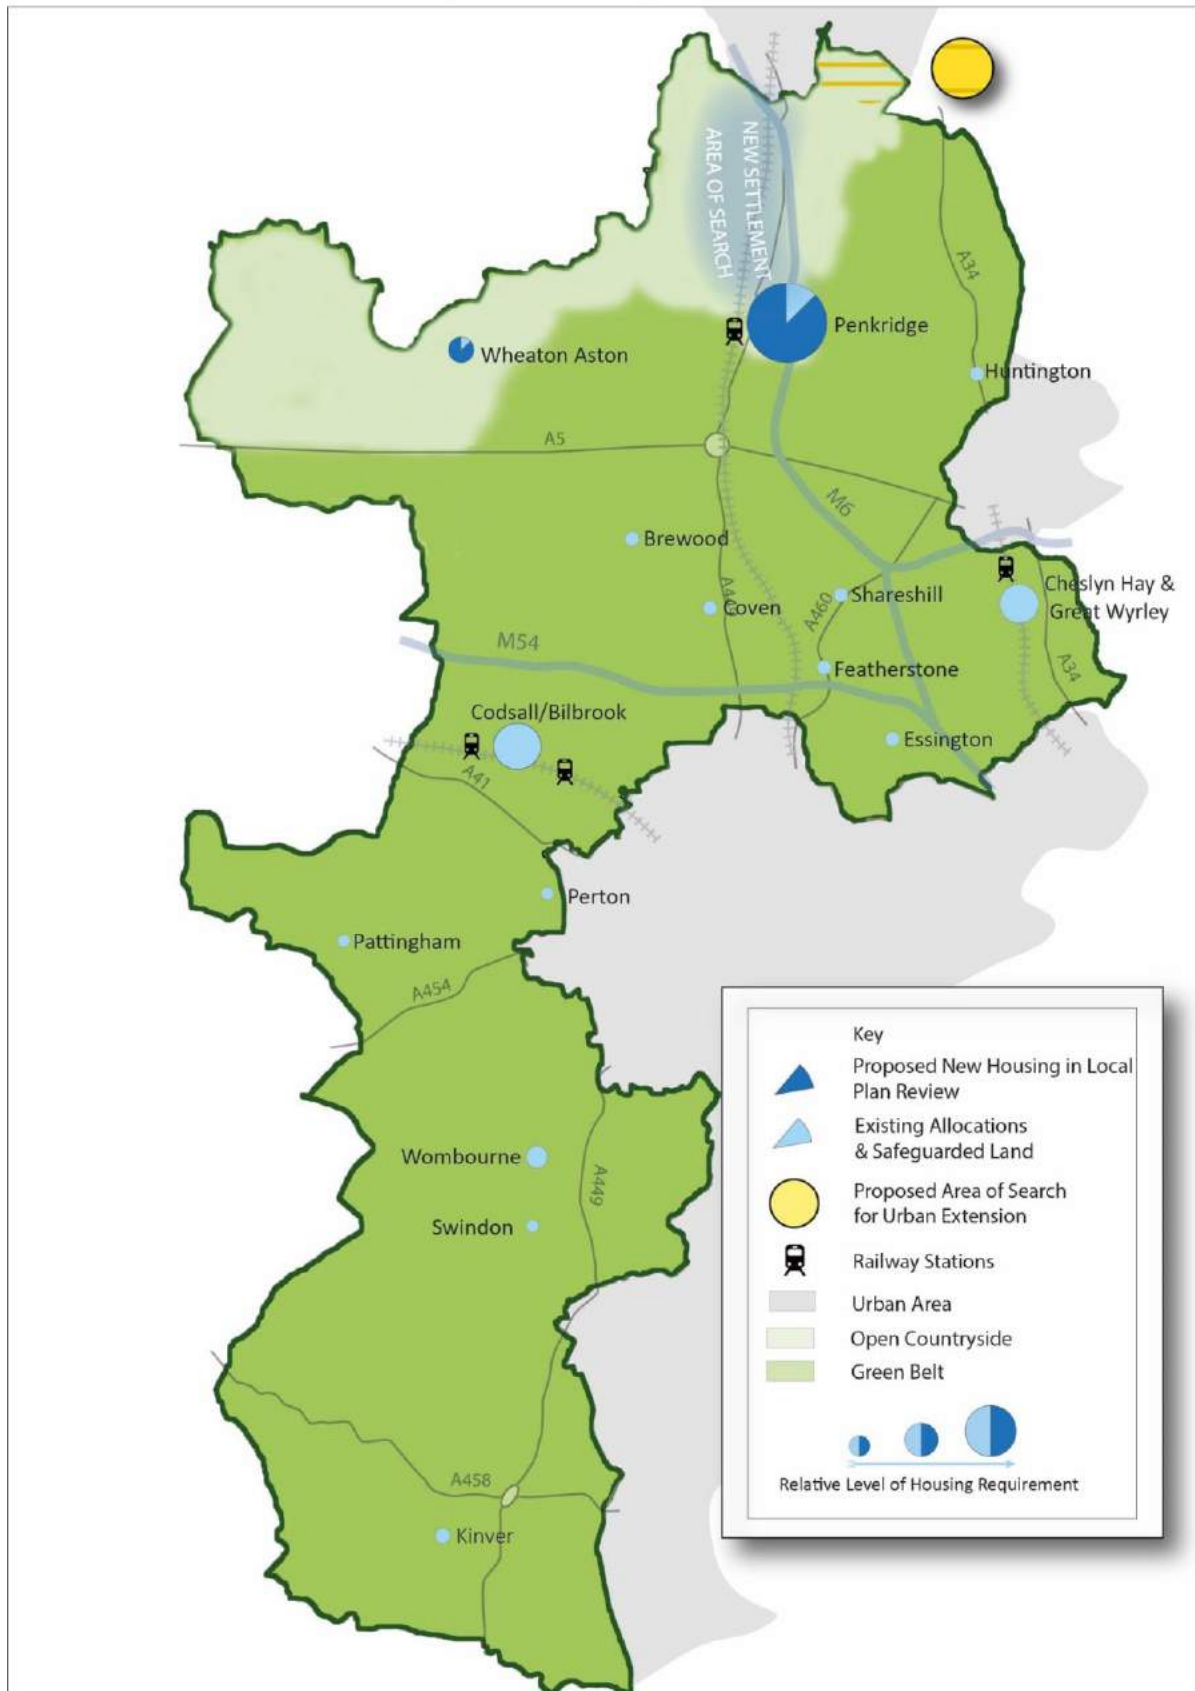 NEW SETTLEMENT
AREA OF SEARCH
A34
Penkridge
Wheaton Aston
Huntington
A5
M6
Brewood
Cheslyn Hay &
Great Wyrley
Shareshill
Coven
A449
A460
M54
Featherstone
A34
Codsall/Bilbrook
Essington
A41
Perton
Pattingham
A454
Wombourne
A449
Swindon
A458
Kinver
Key
Proposed New Housing in Local
Plan Review
Existing Allocations
& Safeguarded Land
Proposed Area of Search
for Urban Extension
Railway Stations
Urban Area
Open Countryside
Green Belt
Relative Level of Housing Requirement